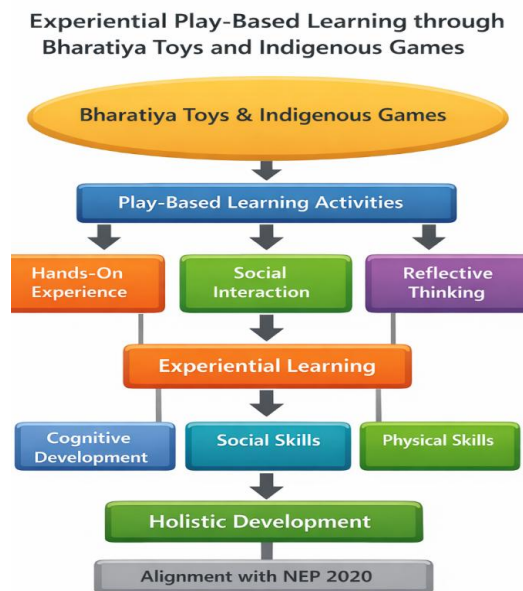 Experiential Play-Based Learning through
Bharatiya Toys and Indigenous Games
Bharatiya Toys & Indigenous Games
Play-Based Learning Activities
Hands-On
Experience
Social
Interaction
Reflective
Thinking
Experiential Learning
Cognitive
Development
Social Skills
Physical Skills
Holistic Development
Alignment with NEP 2020